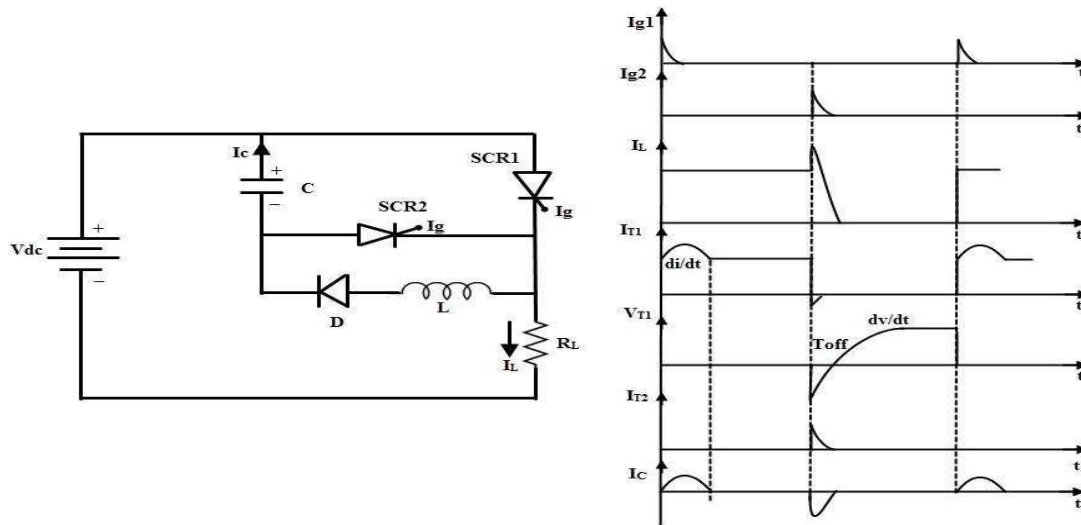 Ic
+
C
−
SCR1
Ig
SCR2
Ig
Vdc
+
−
D
L
RL
IL
Ig1
t
Ig2
t
IL
t
IT1
di/dt
t
VT1
dv/dt
Toff
t
IT2
t
IC
t